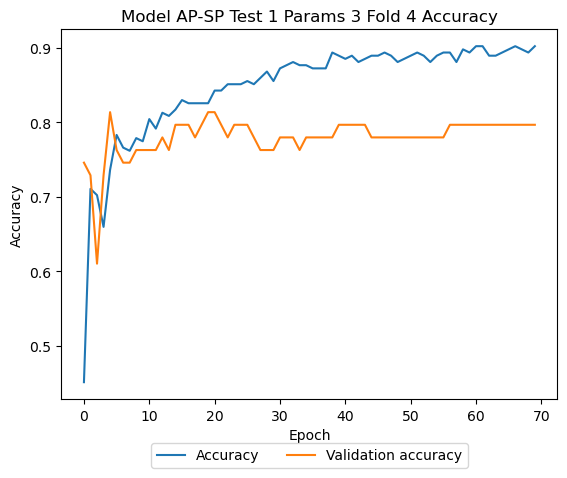 Model AP-SP Test 1 Params 3 Fold 4 Accuracy
0.9
0.8
0.7
0.6
0.5
Accuracy
0 10 20 30 40 50 60 70
Epoch
Accuracy Validation accuracy